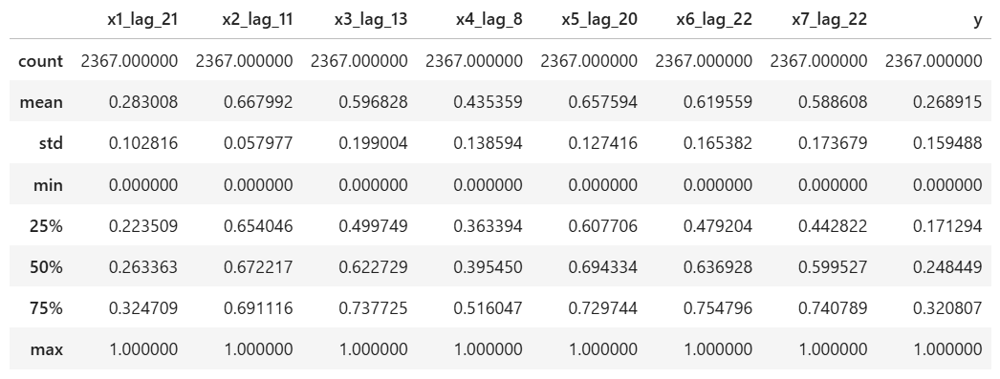 x1_lag_21 x2_lag_11 x3_lag_13 x4_lag_8 x5_lag_20 x6_lag_22 x7_lag_22 y
count 2367.000000 2367.000000 2367.000000 2367.000000 2367.000000 2367.000000 2367.000000 2367.000000
mean 0.283008 0.667992 0.596828 0.435359 0.657594 0.619559 0.588608 0.268915
std 0.102816 0.057977 0.199004 0.138594 0.127416 0.165382 0.173679 0.159488
min 0.000000 0.000000 0.000000 0.000000 0.000000 0.000000 0.000000 0.000000
25% 0.223509 0.654046 0.499749 0.363394 0.607706 0.479204 0.442822 0.171294
50% 0.263363 0.672217 0.622729 0.395450 0.694334 0.636928 0.599527 0.248449
75% 0.324709 0.691116 0.737725 0.516047 0.729744 0.754796 0.740789 0.320807
max 1.000000 1.000000 1.000000 1.000000 1.000000 1.000000 1.000000 1.000000